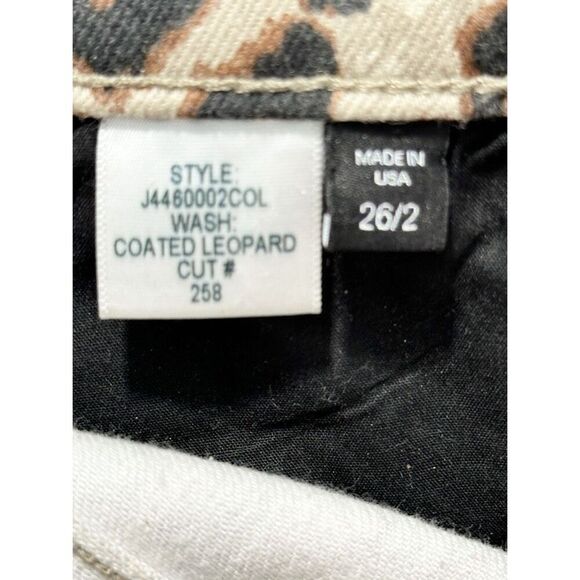 STYLE:
J4460002COL
WASH:
COATED LEOPARD
CUT #
258
MADE IN
USA
26/2